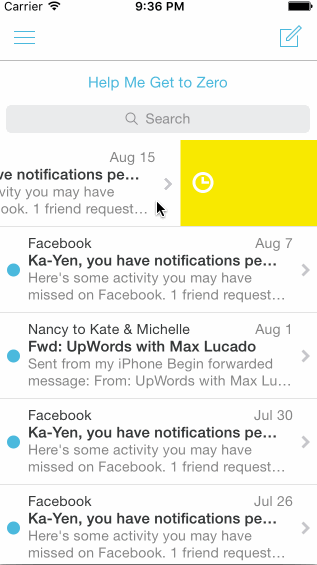 Carrier 9:36 PM
Help Me Get to Zero
Search
Aug 15
ve notifications pe...
ivity you may have
ook. 1 friend request...
Facebook Aug 7
Ka-Yen, you have notifications pe...
Here's some activity you may have
missed on Facebook. 1 friend request...
Nancy to Kate & Michelle Aug 1
Fwd: UpWords with Max Lucado
Sent from my iPhone Begin forwarded
message: From: UpWords with Max Lu...
Facebook Jul 30
Ka-Yen, you have notifications pe...
Here's some activity you may have
missed on Facebook. 1 friend request...
Facebook Jul 26
Ka-Yen, you have notifications pe...
Here's some activity you may have
missed on Facebook. 1 friend request...